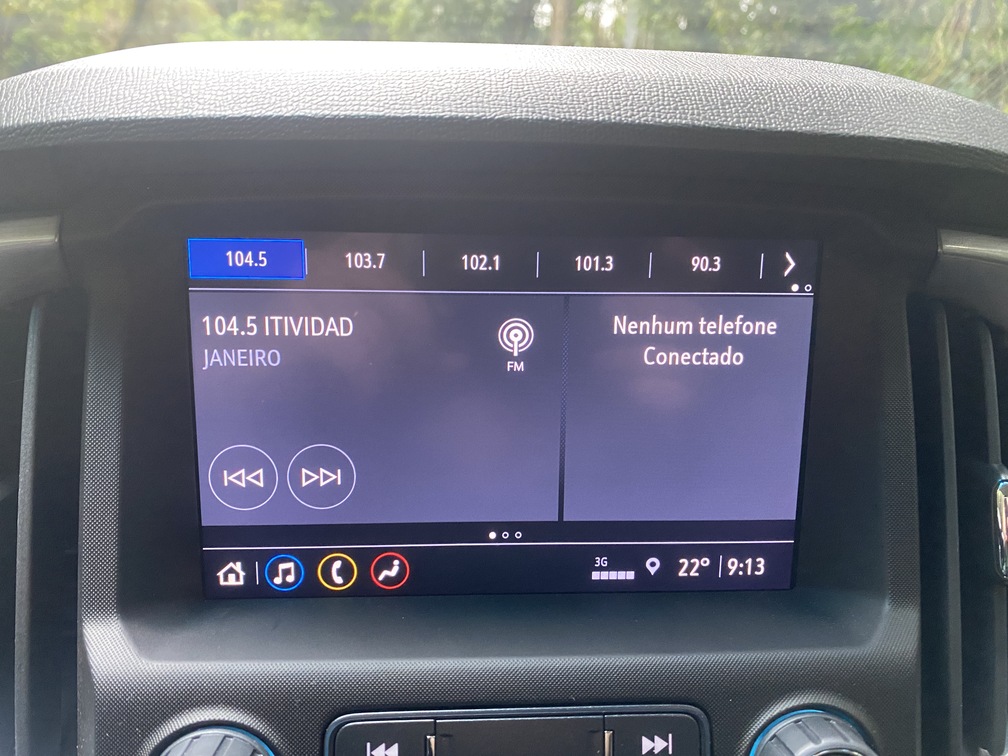 104.5
103.7
102.1
101.3
90.3
104.5 ITIVIDAD
JANEIRO
FM
Nenhum telefone
Conectado
3G
22°
9:13